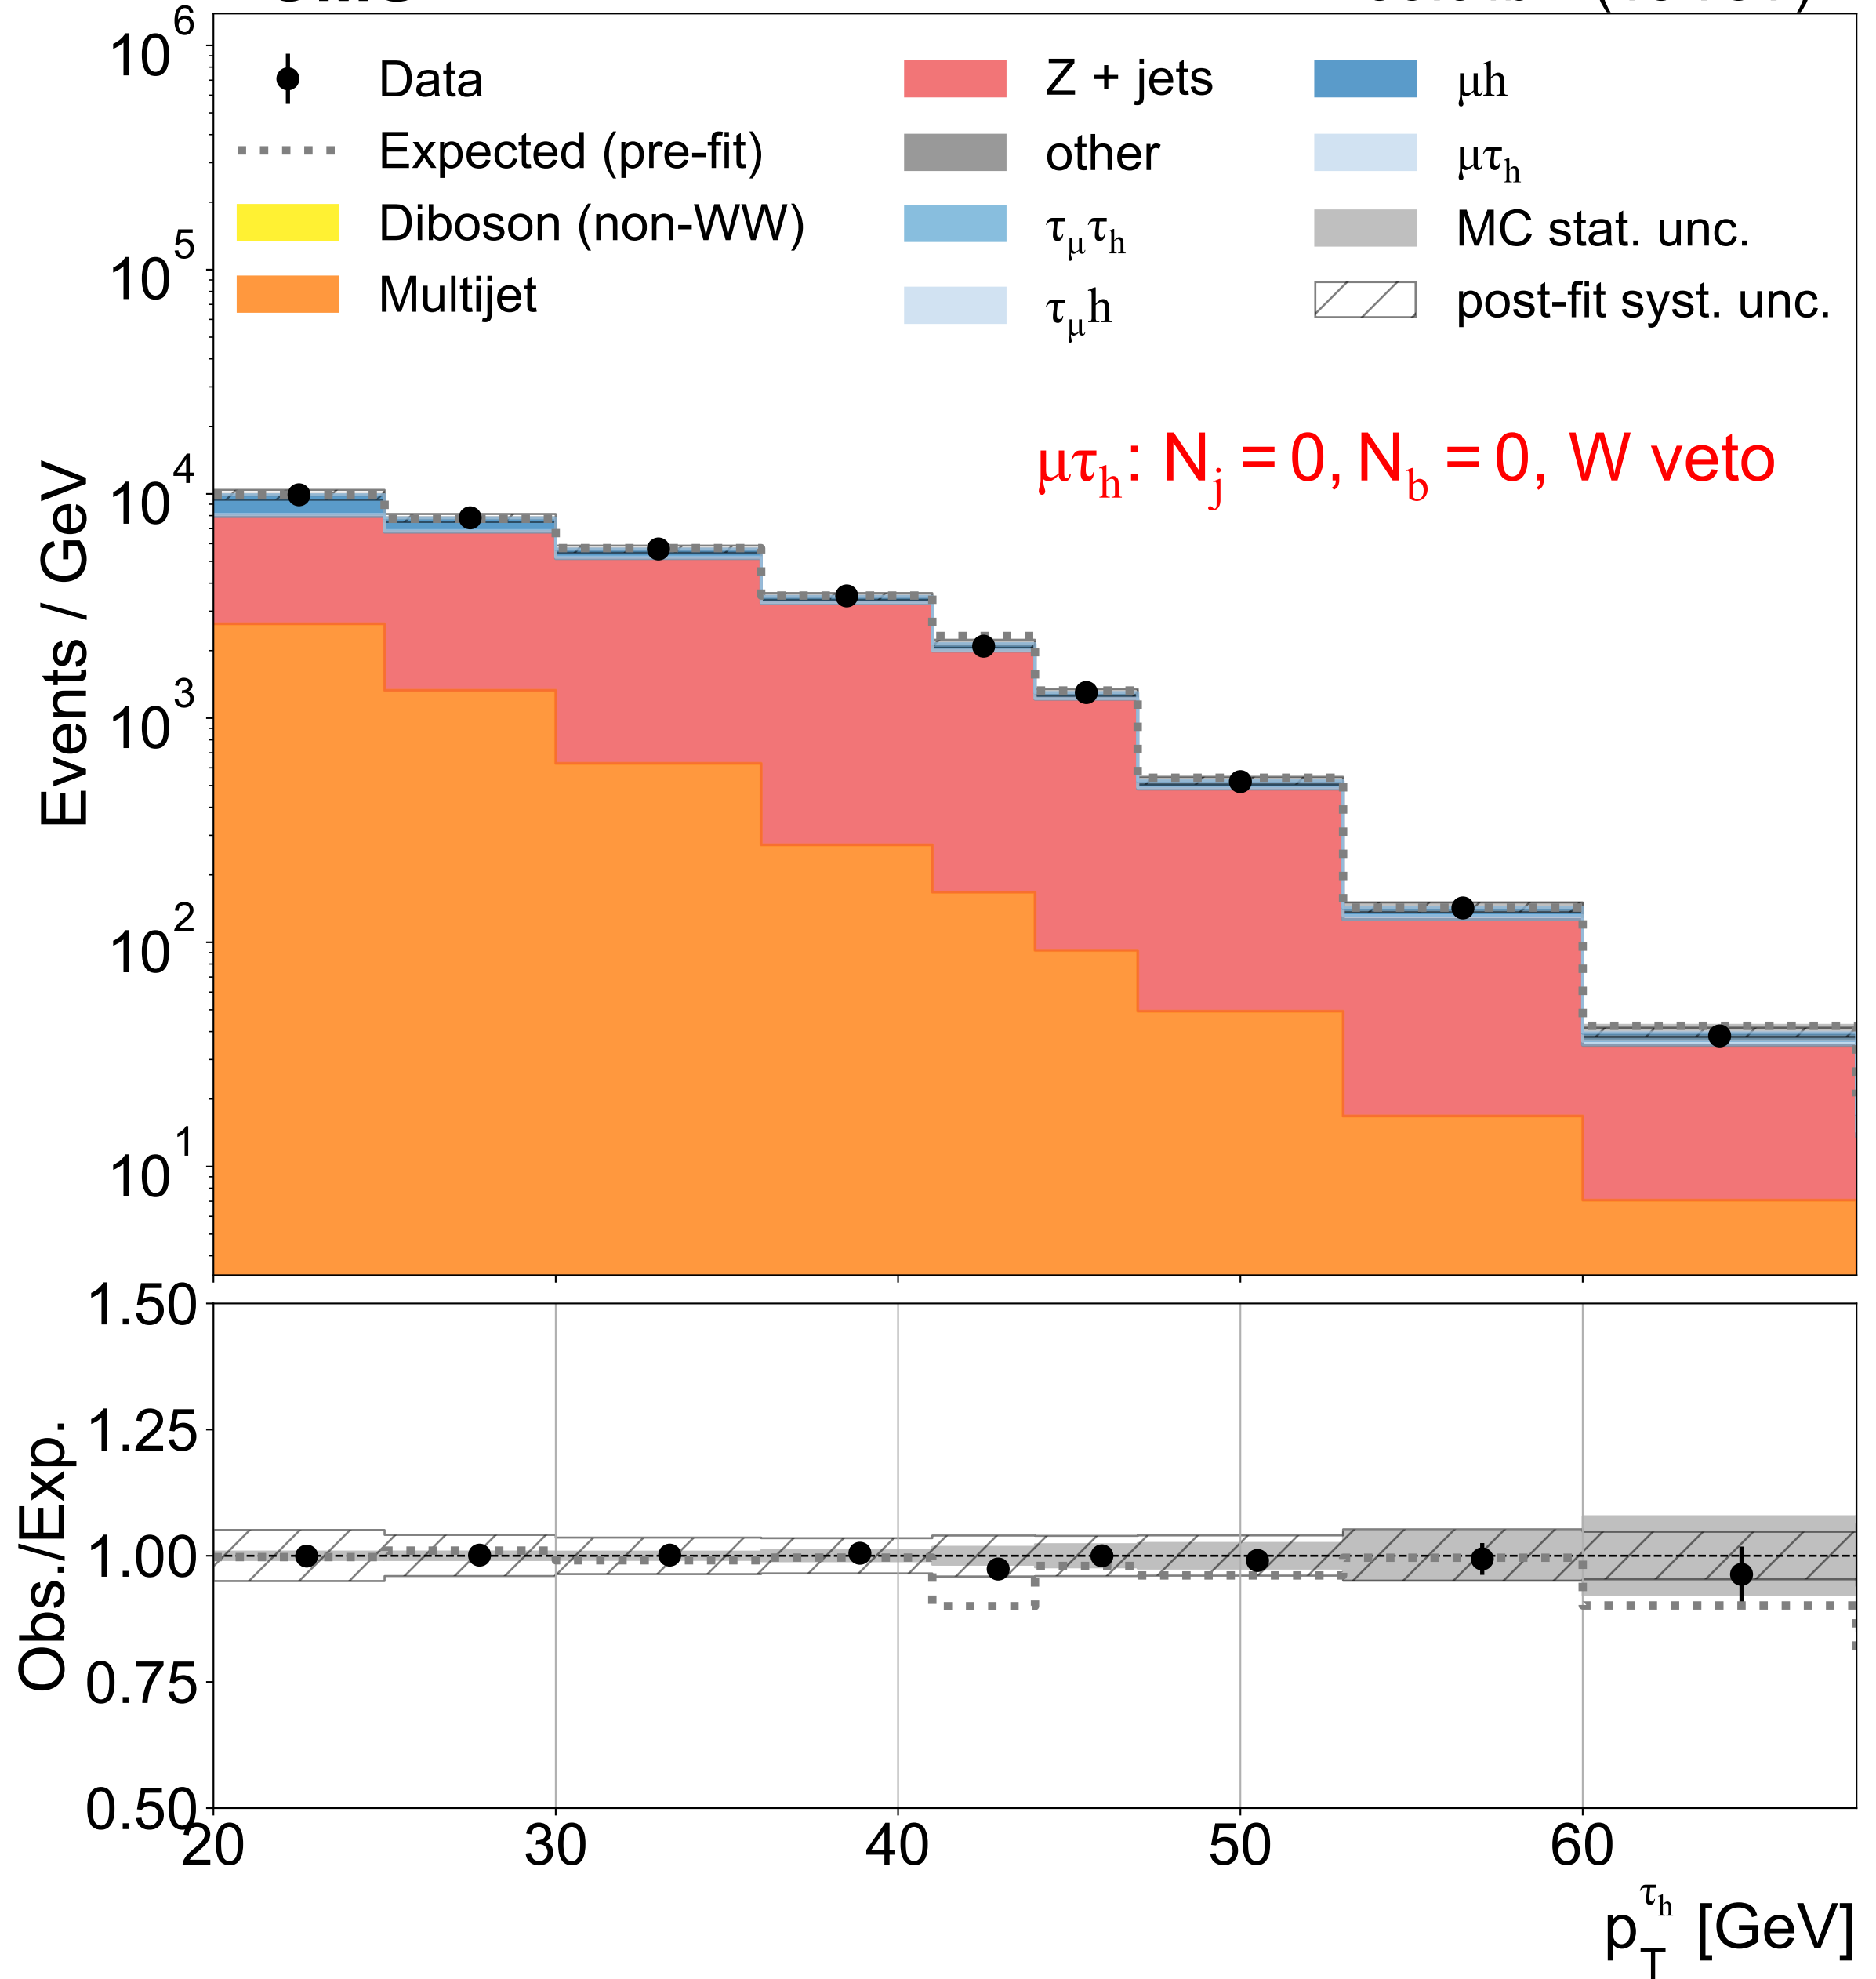 Data
Expected (pre-fit)
Diboson (non-WW)
Multijet
Z + jets
other
τ_μτ_h
τ_μh
μh
μτ_h
MC stat. unc.
post-fit syst. unc.
μτ_h: N_j = 0, N_b = 0, W veto
Events / GeV
10^6
10^5
10^4
10^3
10^2
10^1
Obs./Exp.
1.50
1.25
1.00
0.75
0.50
20 30 40 50 60
p_T^{τ_h} [GeV]